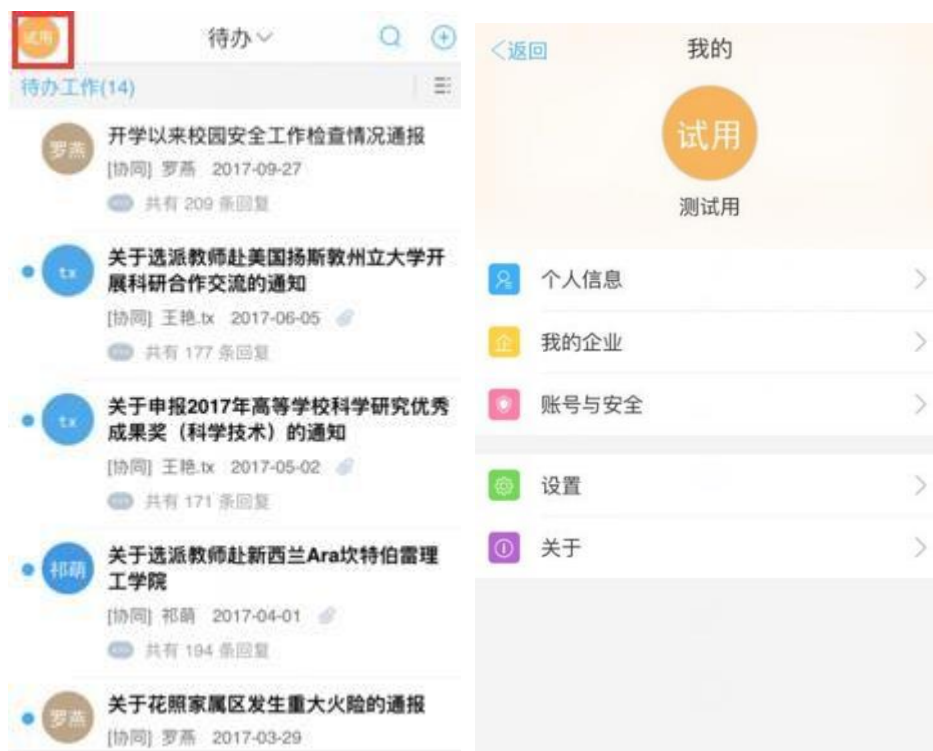 试用
待办
待办工作(14)
罗燕
开学以来校园安全工作检查情况通报
[协同] 罗燕 2017-09-27
共有 209 条回复
tx
关于选派教师赴美国扬斯敦州立大学开
展科研合作交流的通知
[协同] 王艳.tx 2017-06-05
共有 177 条回复
tx
关于申报2017年高等学校科学研究优秀
成果奖（科学技术）的通知
[协同] 王艳.tx 2017-05-02
共有 171 条回复
祁萌
关于选派教师赴新西兰Ara坎特伯雷理
工学院
[协同] 祁萌 2017-04-01
共有 194 条回复
罗燕
关于花照家属区发生重大火险的通报
[协同] 罗燕 2017-03-29
返回
我的
试用
测试用
个人信息
我的企业
账号与安全
设置
关于